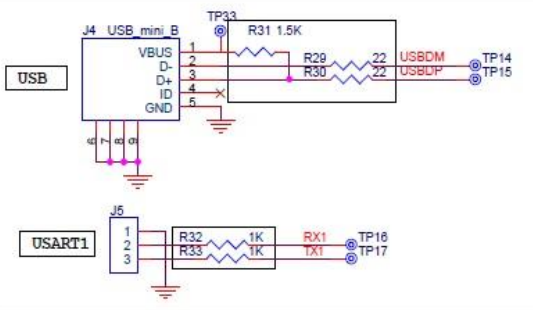 TP33
J4 USB_mini_B
R31 1.5K
VBUS 1
D- 2 R29 22 USBDM TP14
D+ 3 R30 22 USBDP TP15
ID 4
GND 5
USB
6 7 8 9
J5
1
2 R32 1K RX1 TP16
3 R33 1K TX1 TP17
USART1